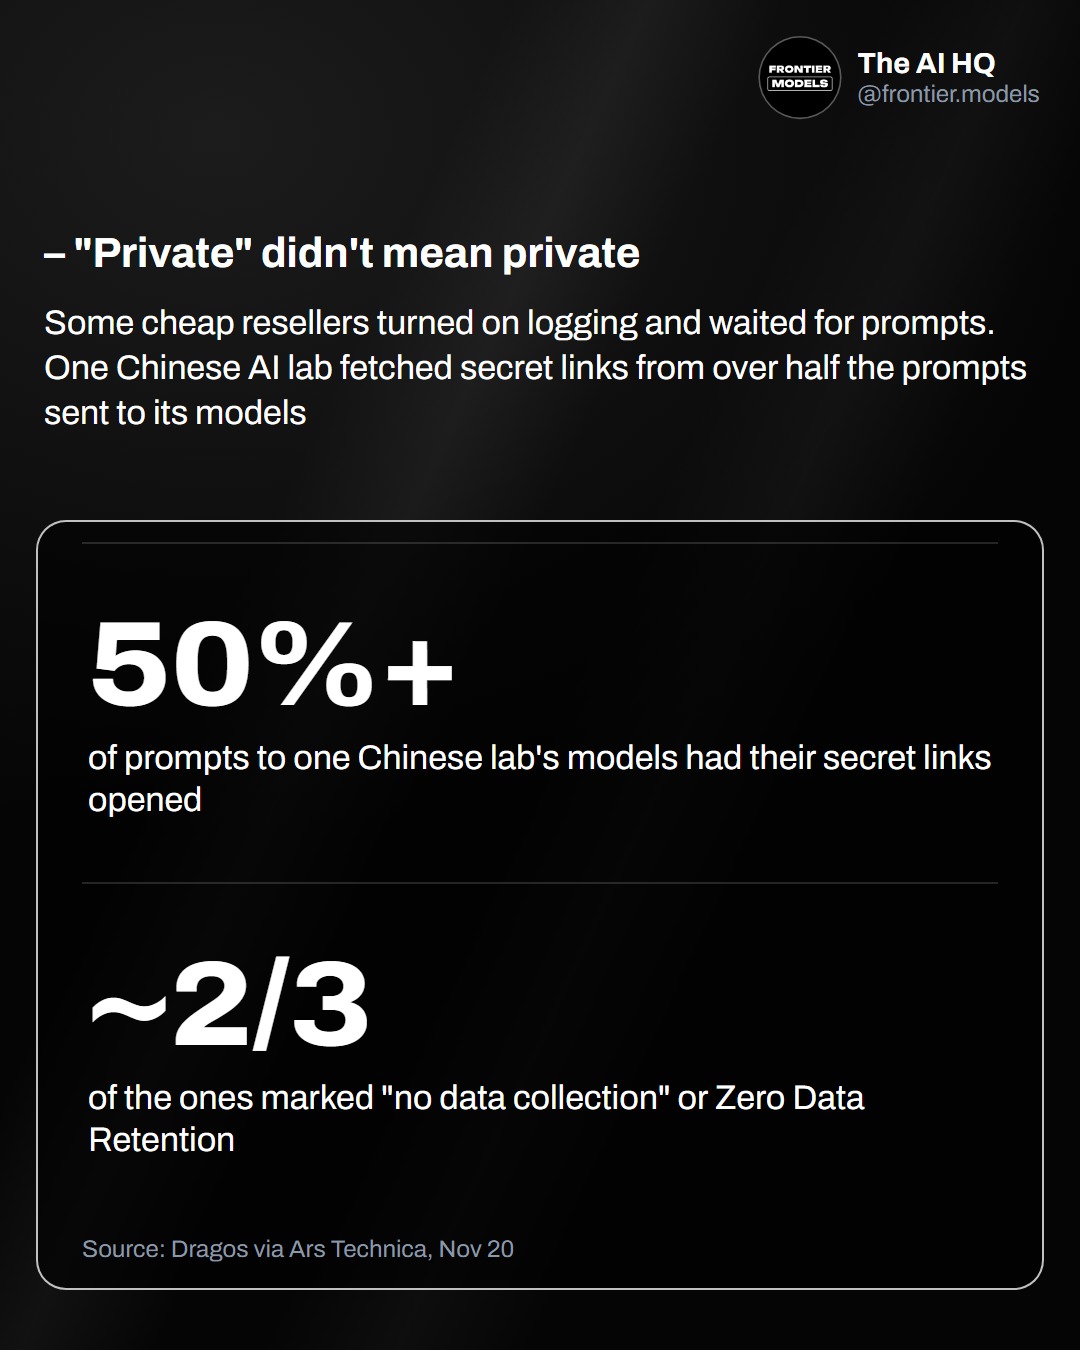 FRONTIER
MODELS
The AI HQ
@frontier.models
– "Private" didn't mean private
Some cheap resellers turned on logging and waited for prompts.
One Chinese AI lab fetched secret links from over half the prompts
sent to its models
50%+
of prompts to one Chinese lab's models had their secret links
opened
~2/3
of the ones marked "no data collection" or Zero Data
Retention
Source: Dragos via Ars Technica, Nov 20